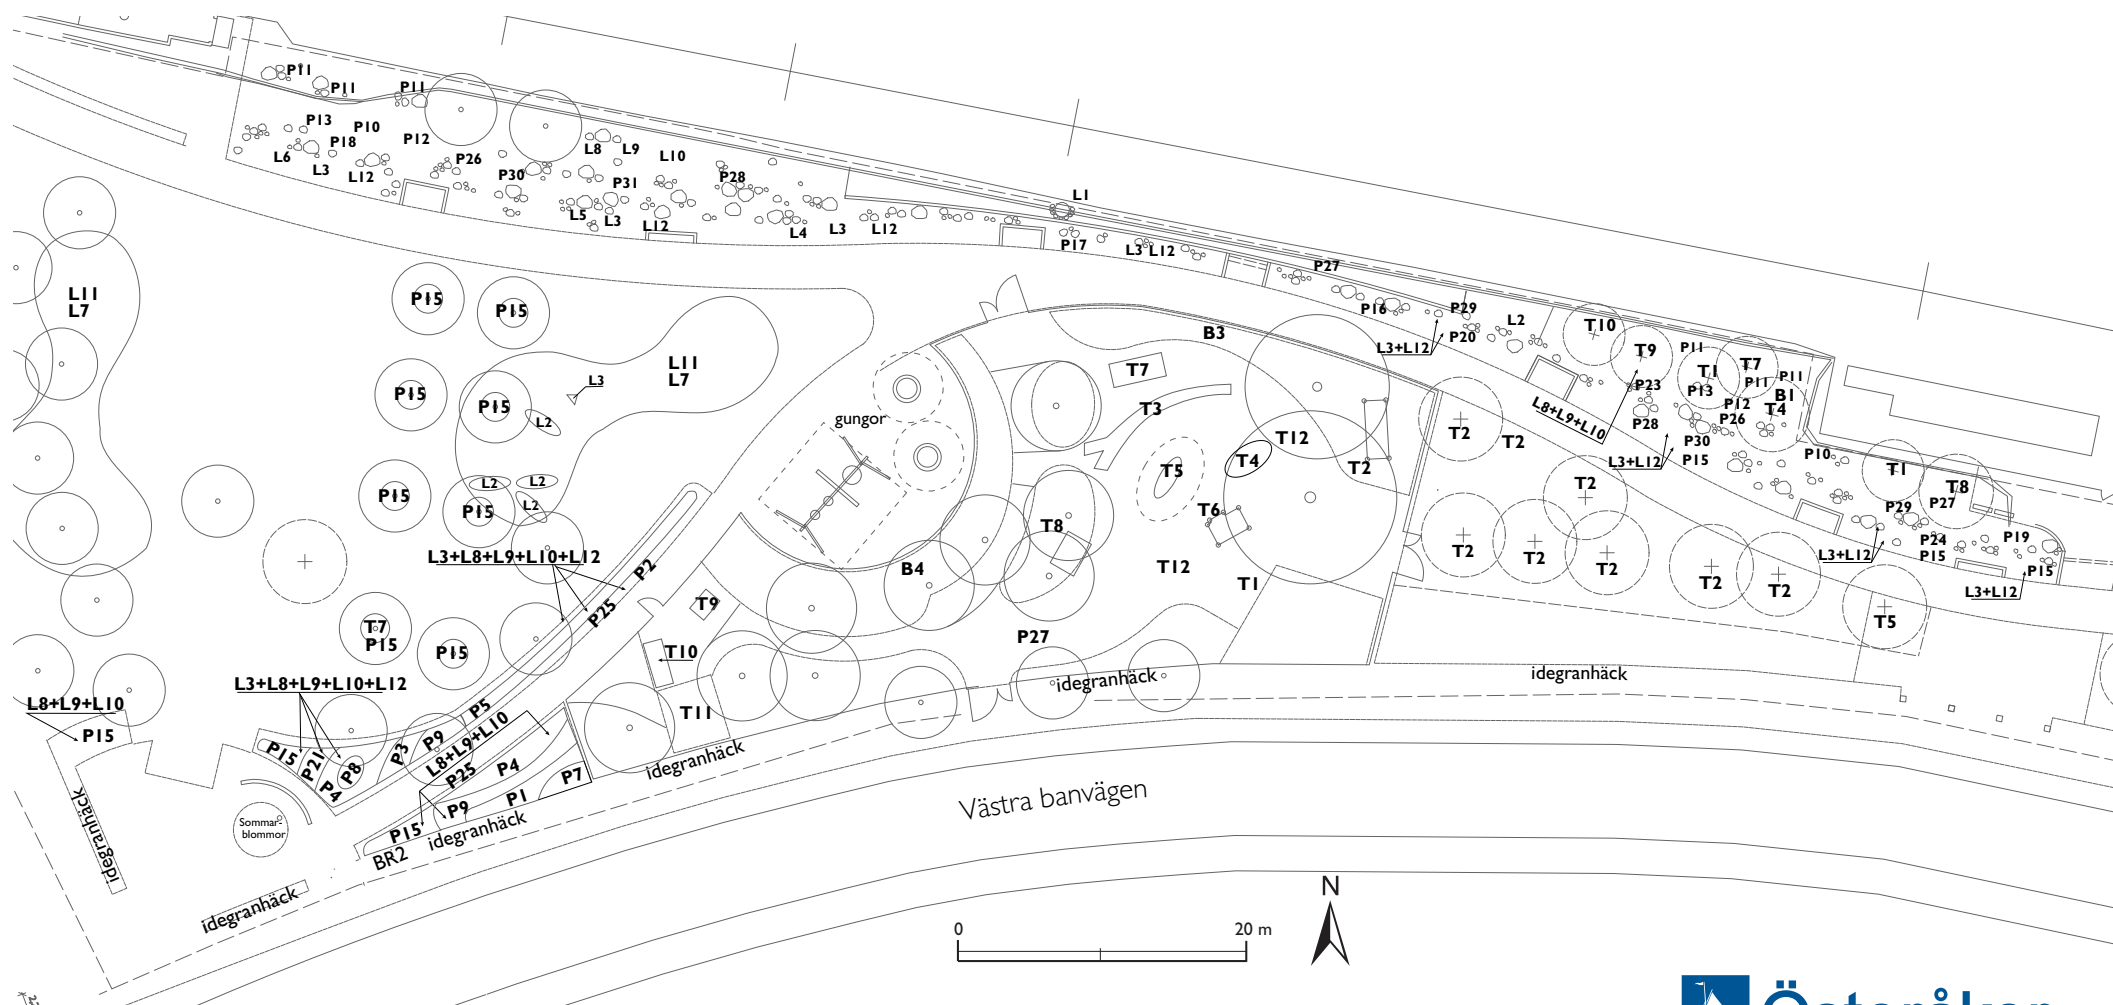 P11
P11
P11
P13
P10
P18
P12
L6
L3
L12
P26
P30
L8
L9
L10
P31
P28
L5
L3
L12
L4
L3
L12
L1
P17
L3
L12
P27
P16
P29
P20
L2
L3+L12
T10
T9
P11
T1
T7
P11
P11
P13
P12
B1
T4
P23
P28
P26
P30
P15
L8+L9+L10
L3+L12
P10
T1
T8
P27
P29
P24
P15
P19
P15
L3+L12
L3+L12
L11
L7
P15
P15
P15
P15
L3
L11
L7
L2
P15
L2
L2
L2
P15
gungor
B3
T7
T3
T12
T4
T5
T2
T6
T8
T12
T1
B4
T2
T2
T2
T2
T2
T2
T2
T2
T5
L3+L8+L9+L10+L12
P2
P25
T9
T10
T11
P27
T7
P15
P15
L3+L8+L9+L10+L12
L8+L9+L10
P15
P15
P21
P4
P8
P3
P9
P5
L8+L9+L10
P25
P4
P7
P1
P9
P15
BR2
idegranhäck
idegranhäck
idegranhäck
idegranhäck
idegranhäck
idegranhäck
Sommar-
blommor
Västra banvägen
0
20 m
N